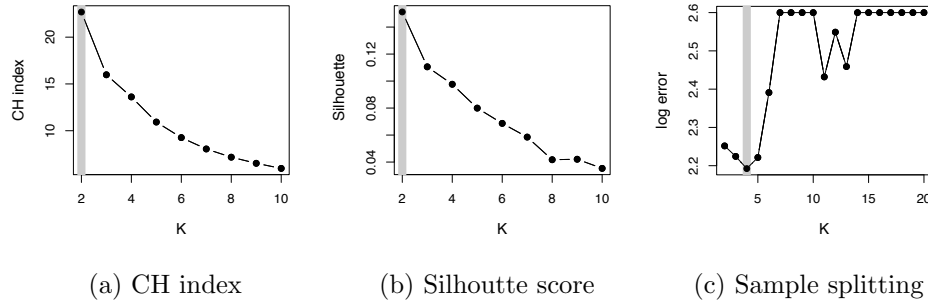 CH index
10 15 20
2 4 6 8 10
K
Silhouette
0.04 0.08 0.12
2 4 6 8 10
K
log error
2.2 2.3 2.4 2.5 2.6
5 10 15 20
K
(a) CH index
(b) Silhoutte score
(c) Sample splitting